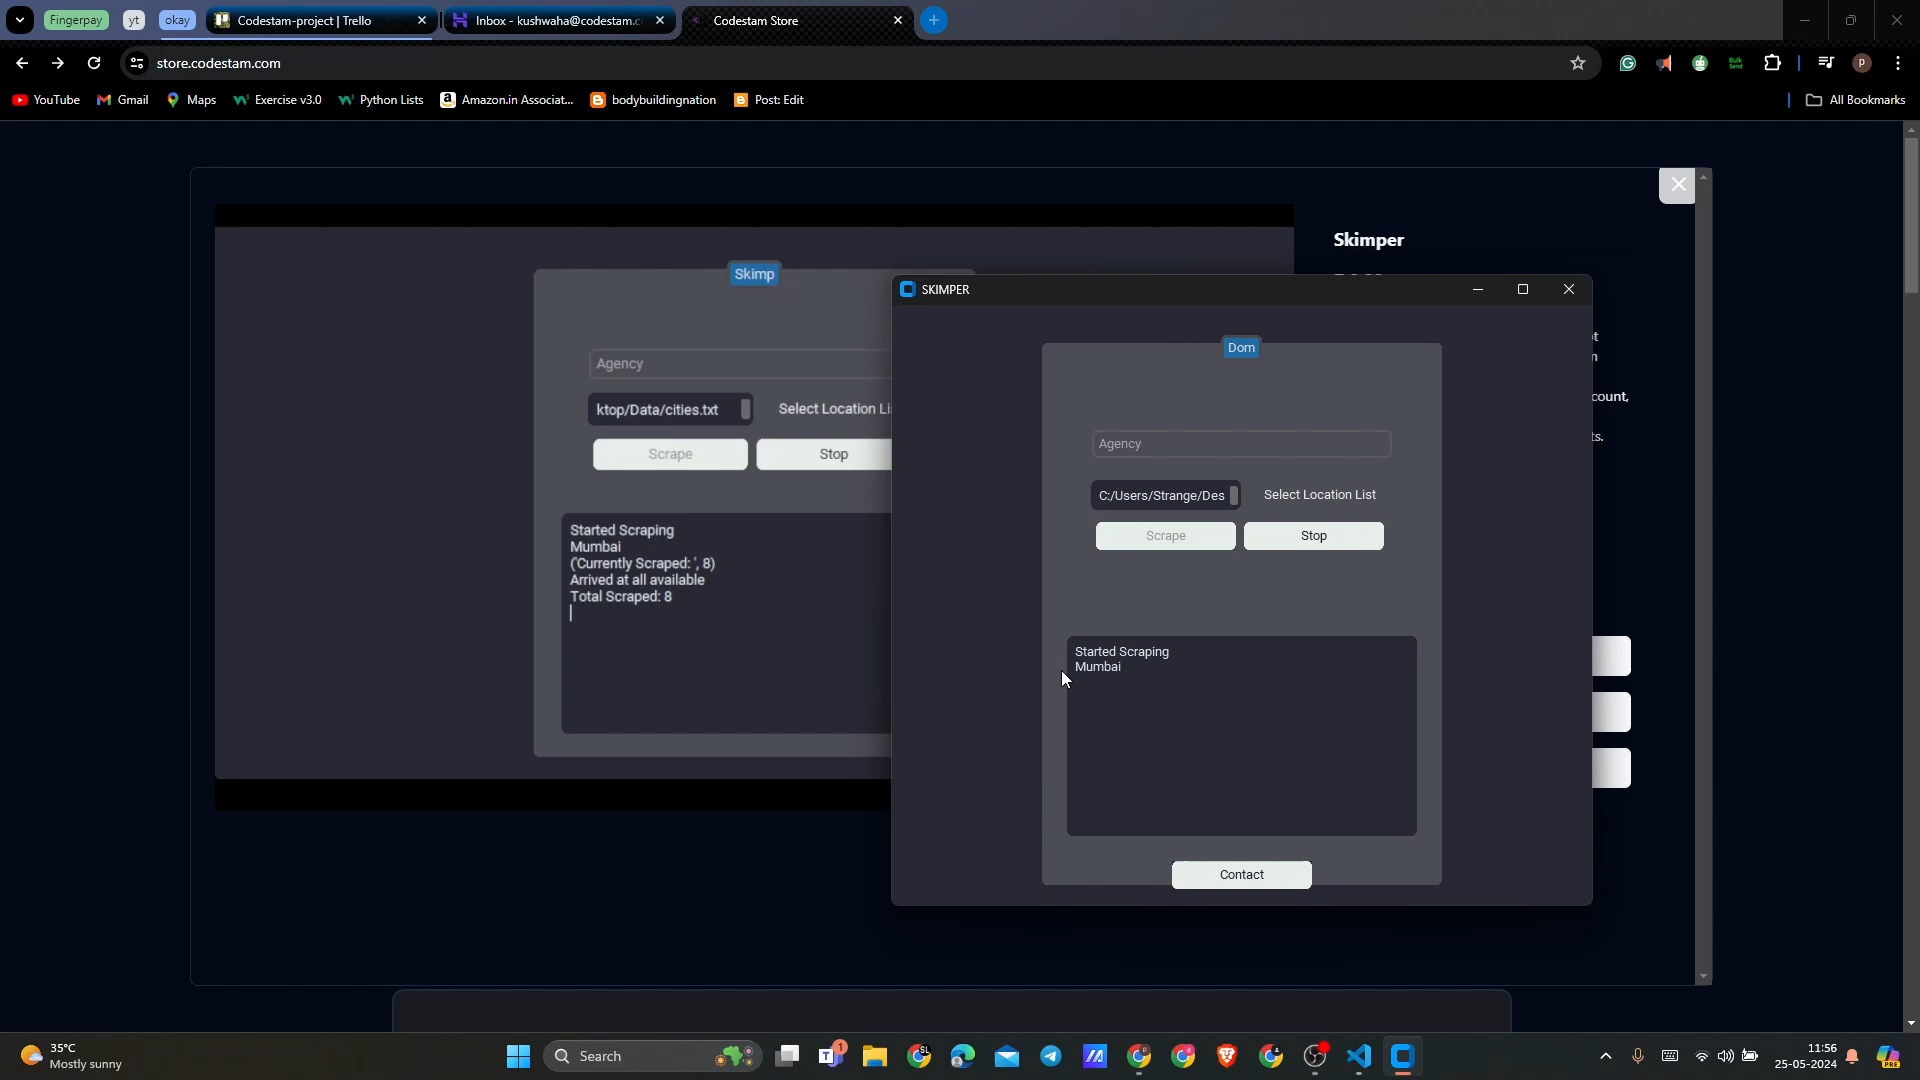 Fingerpay
yt
okay
Codestam-project | Trello
Inbox - kushwaha@codestam.c
Codestam Store
store.codestam.com
YouTube
Gmail
Maps
Exercise v3.0
Python Lists
Amazon.in Associat...
bodybuildingnation
Post: Edit
All Bookmarks
Skimp
Agency
ktop/Data/cities.txt
Select Location Li
Scrape
Stop
Started Scraping
Mumbai
('Currently Scraped: ', 8)
Arrived at all available
Total Scraped: 8
Skimper
count,
ts.
SKIMPER
Dom
Agency
C:/Users/Strange/Des
Select Location List
Scrape
Stop
Started Scraping
Mumbai
Contact
35°C
Mostly sunny
Search
11:56
25-05-2024